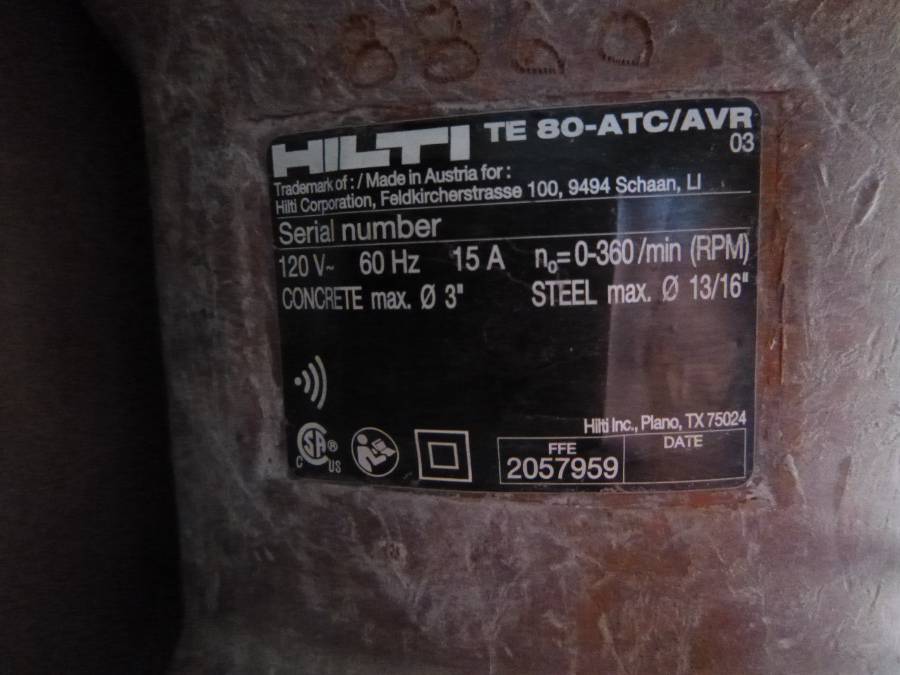 8860
HILTI TE 80-ATC/AVR
03
Trademark of : / Made in Austria for :
Hilti Corporation, Feldkircherstrasse 100, 9494 Schaan, LI
Serial number
120 V~ 60 Hz 15 A n₀= 0-360 /min (RPM)
CONCRETE max. Ø 3" STEEL max. Ø 13/16"
Hilti Inc., Plano, TX 75024
SA® C US
FFE DATE
2057959